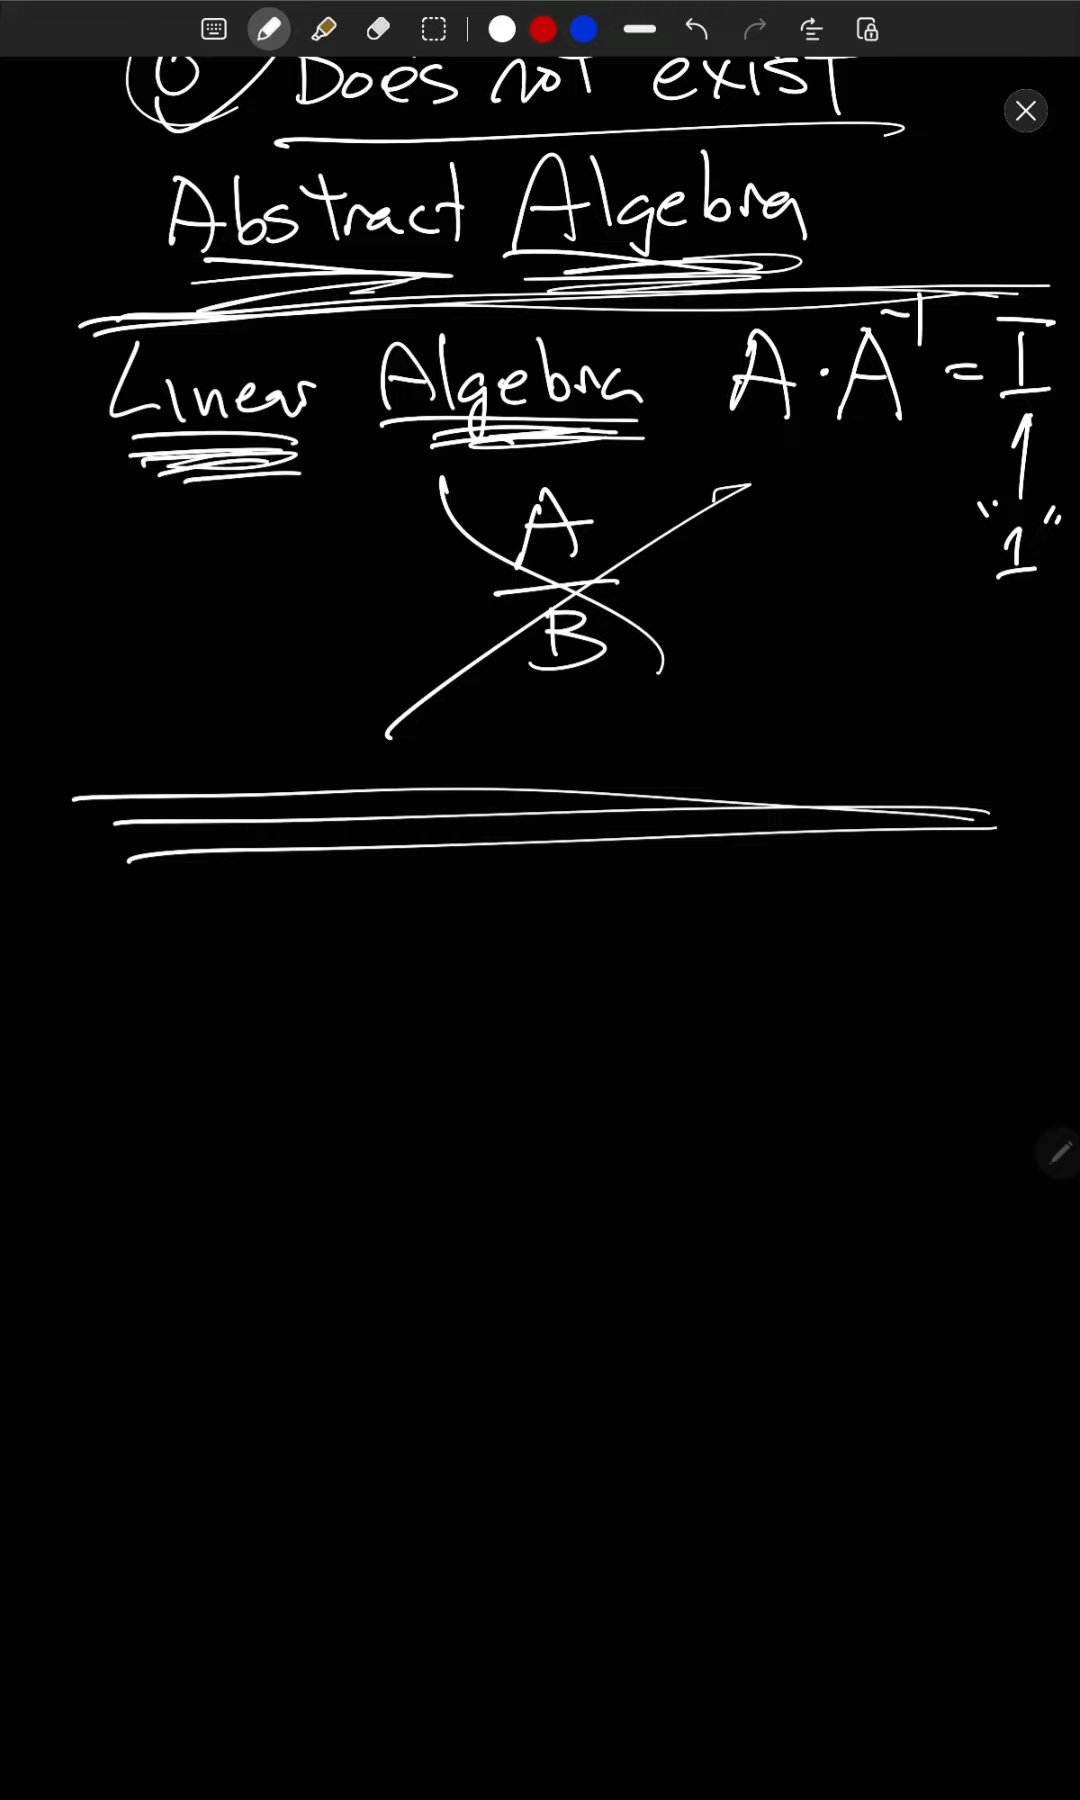 Does not exist
Abstract Algebra
Linear Algebra A · A⁻¹ = I
A
B
"1"